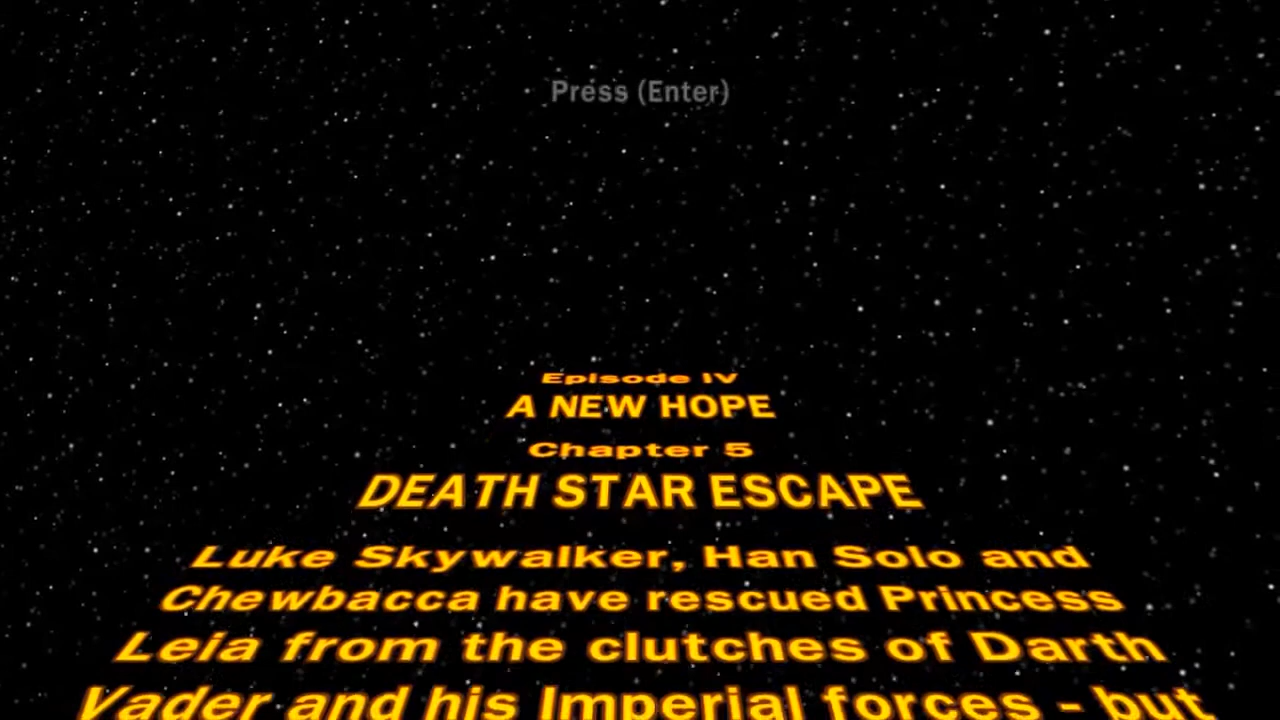 Press (Enter)
Episode IV
A NEW HOPE
Chapter 5
DEATH STAR ESCAPE
Luke Skywalker, Han Solo and
Chewbacca have rescued Princess
Leia from the clutches of Darth
Vader and his Imperial forces - but